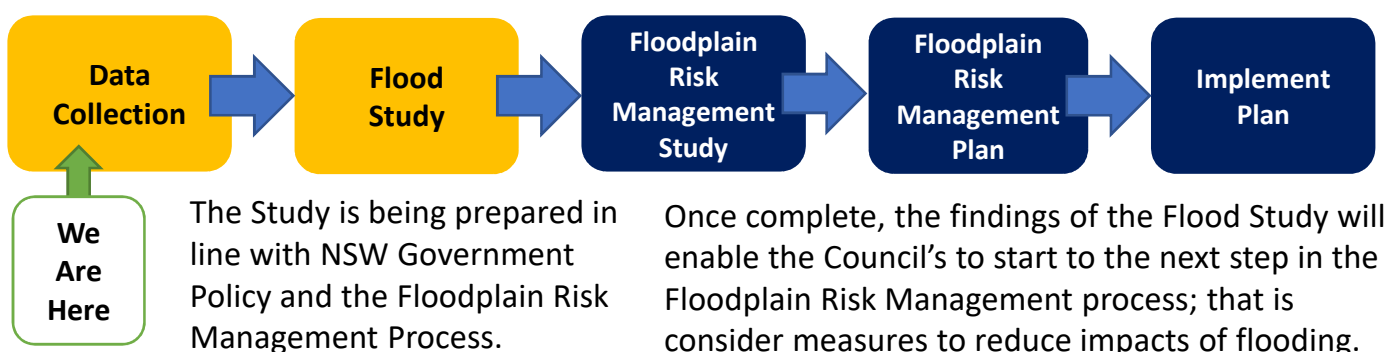 Data
Collection
Flood
Study
Floodplain
Risk
Management
Study
Floodplain
Risk
Management
Plan
Implement
Plan
We
Are
Here
The Study is being prepared in
line with NSW Government
Policy and the Floodplain Risk
Management Process.
Once complete, the findings of the Flood Study will
enable the Council’s to start to the next step in the
Floodplain Risk Management process; that is
consider measures to reduce impacts of flooding.